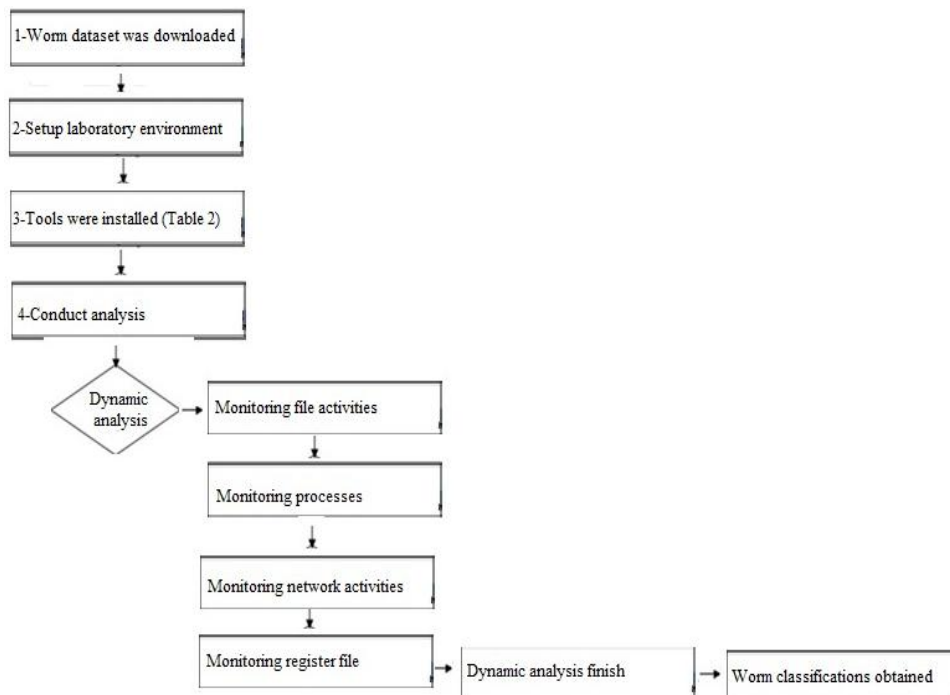 1-Worm dataset was downloaded
2-Setup laboratory environment
3-Tools were installed (Table 2)
4-Conduct analysis
Dynamic
analysis
Monitoring file activities
Monitoring processes
Monitoring network activities
Monitoring register file
Dynamic analysis finish
Worm classifications obtained